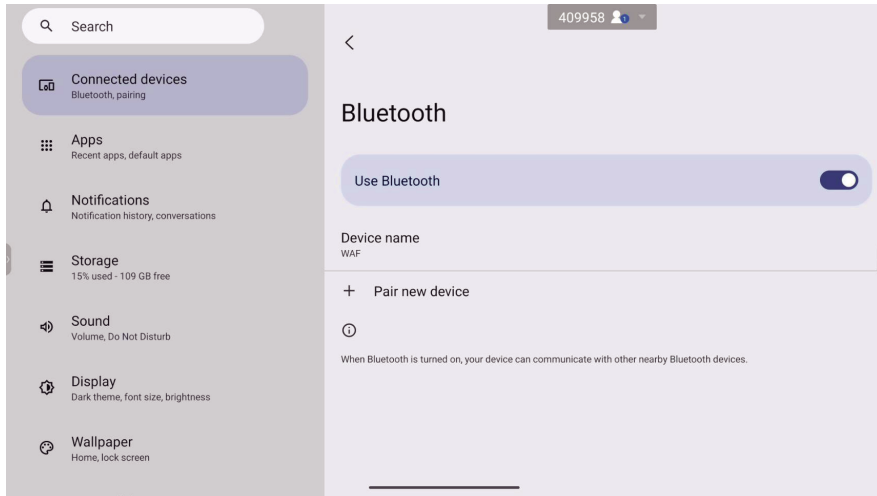 Search
Connected devices
Bluetooth, pairing
Apps
Recent apps, default apps
Notifications
Notification history, conversations
Storage
15% used - 109 GB free
Sound
Volume, Do Not Disturb
Display
Dark theme, font size, brightness
Wallpaper
Home, lock screen
409958 1
Bluetooth
Use Bluetooth
Device name
WAF
+ Pair new device
When Bluetooth is turned on, your device can communicate with other nearby Bluetooth devices.